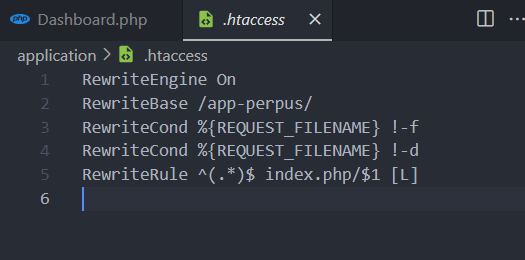 php Dashboard.php .htaccess
application > .htaccess
1 RewriteEngine On
2 RewriteBase /app-perpus/
3 RewriteCond %{REQUEST_FILENAME} !-f
4 RewriteCond %{REQUEST_FILENAME} !-d
5 RewriteRule ^(.*)$ index.php/$1 [L]
6